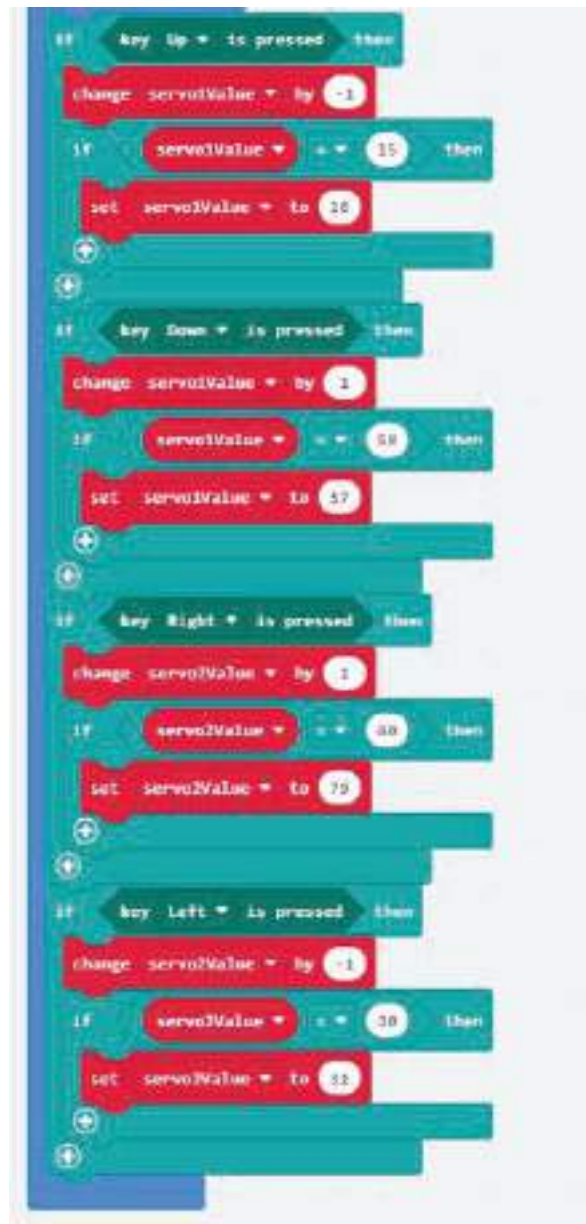 if key Up is pressed then
change servo1Value by -1
if servo1Value = 15 then
set servo1Value to 16
if key Down is pressed then
change servo1Value by 1
if servo1Value = 58 then
set servo1Value to 57
if key Right is pressed then
change servo2Value by 1
if servo2Value = 80 then
set servo2Value to 79
if key Left is pressed then
change servo2Value by -1
if servo2Value = 30 then
set servo2Value to